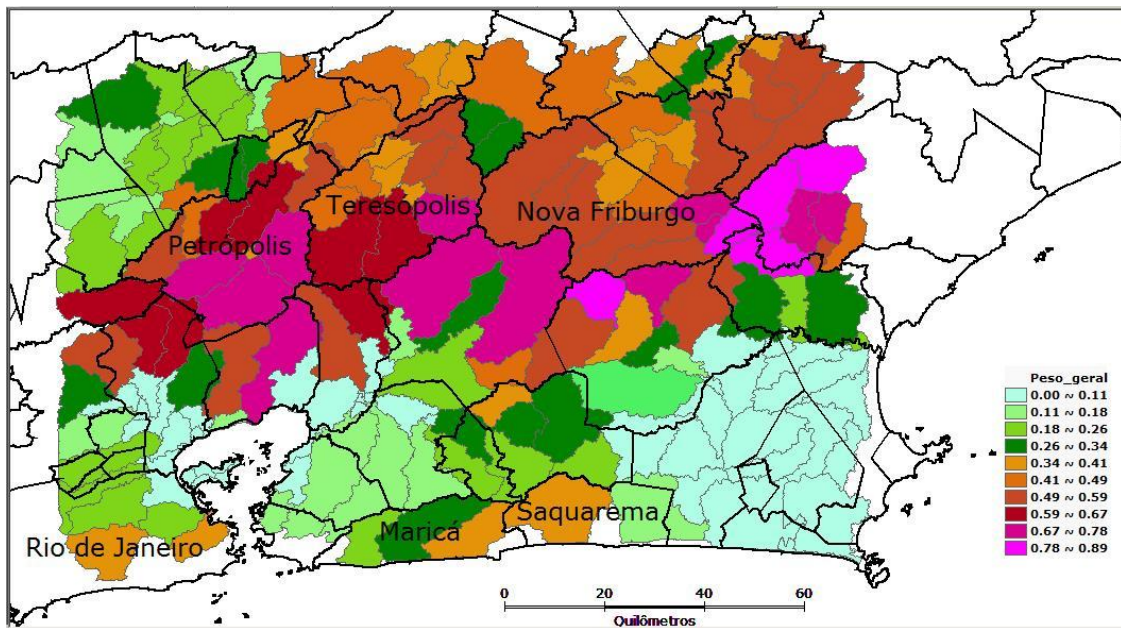 Teresópolis
Nova Friburgo
Petrópolis
Peso_geral
0.00 ~ 0.11
0.11 ~ 0.18
0.18 ~ 0.26
0.26 ~ 0.34
0.34 ~ 0.41
0.41 ~ 0.49
0.49 ~ 0.59
0.59 ~ 0.67
0.67 ~ 0.78
0.78 ~ 0.89
Saquarema
Maricá
Rio de Janeiro
0 20 40 60
Quilômetros